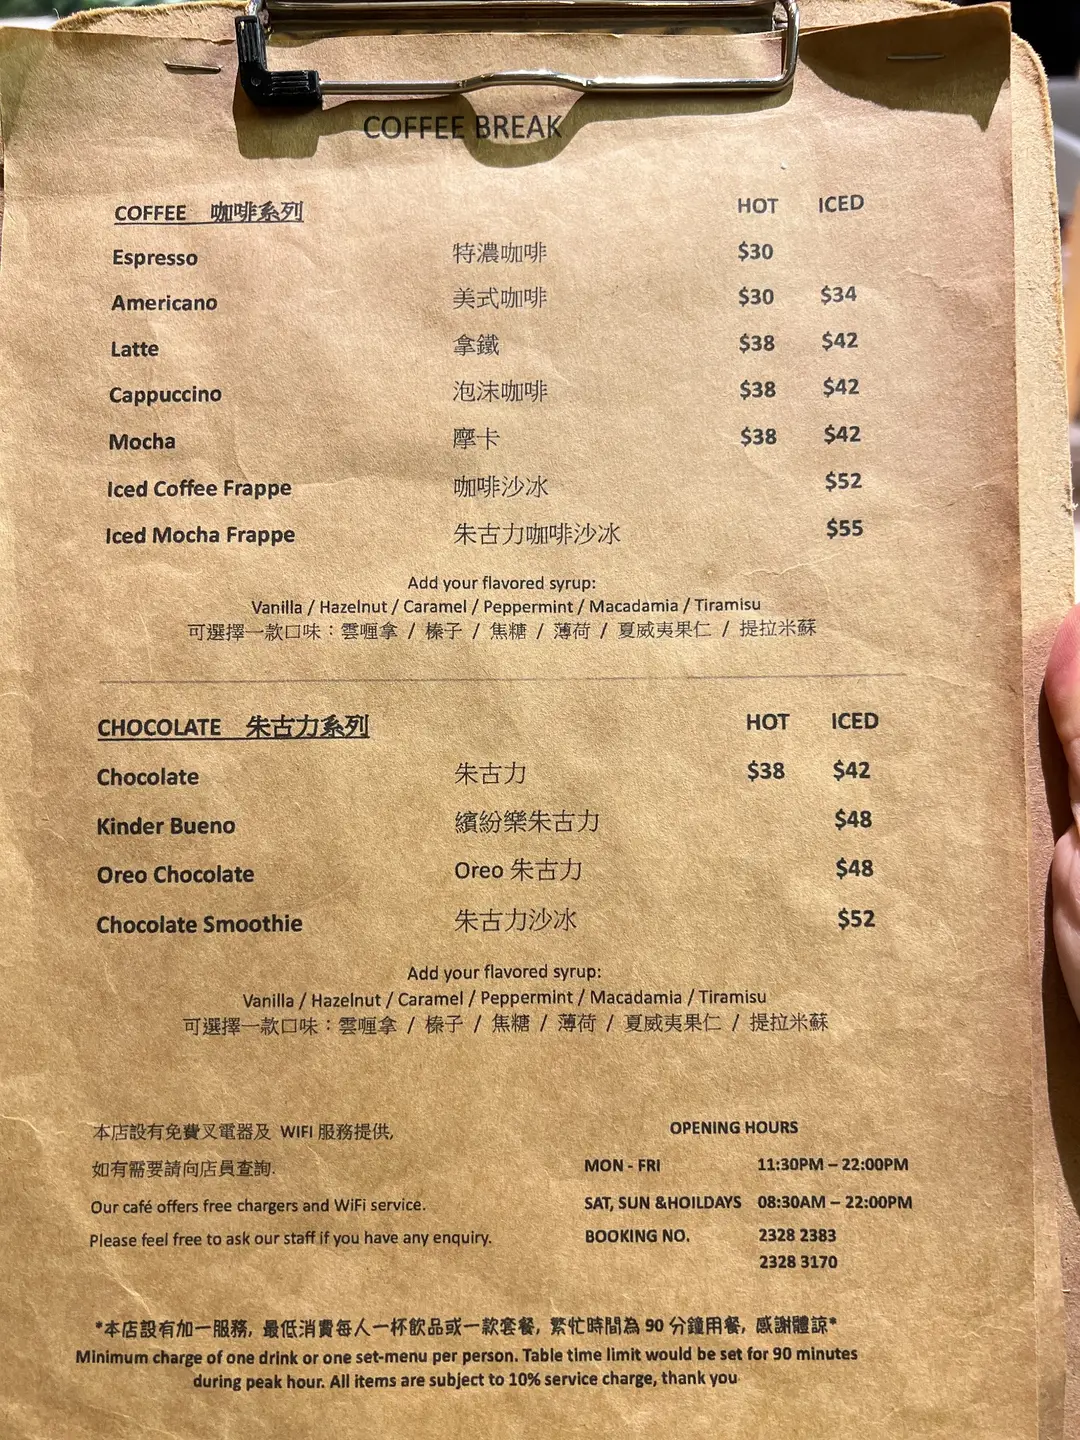 COFFEE BREAK
COFFEE 咖啡系列 HOT ICED
Espresso 特濃咖啡 $30
Americano 美式咖啡 $30 $34
Latte 拿鐵 $38 $42
Cappuccino 泡沫咖啡 $38 $42
Mocha 摩卡 $38 $42
Iced Coffee Frappe 咖啡沙冰 $52
Iced Mocha Frappe 朱古力咖啡沙冰 $55
Add your flavored syrup:
Vanilla / Hazelnut / Caramel / Peppermint / Macadamia / Tiramisu
可選擇一款口味：雲喱拿 / 榛子 / 焦糖 / 薄荷 / 夏威夷果仁 / 提拉米蘇
CHOCOLATE 朱古力系列 HOT ICED
Chocolate 朱古力 $38 $42
Kinder Bueno 繽紛樂朱古力 $48
Oreo Chocolate Oreo 朱古力 $48
Chocolate Smoothie 朱古力沙冰 $52
Add your flavored syrup:
Vanilla / Hazelnut / Caramel / Peppermint / Macadamia / Tiramisu
可選擇一款口味：雲喱拿 / 榛子 / 焦糖 / 薄荷 / 夏威夷果仁 / 提拉米蘇
本店設有免費叉電器及 WIFI 服務提供,
如有需要請向店員查詢.
Our café offers free chargers and WiFi service.
Please feel free to ask our staff if you have any enquiry.
OPENING HOURS
MON - FRI 11:30PM – 22:00PM
SAT, SUN &HOILDAYS 08:30AM – 22:00PM
BOOKING NO. 2328 2383
2328 3170
*本店設有加一服務, 最低消費每人一杯飲品或一款套餐, 繁忙時間為 90 分鐘用餐, 感謝體諒*
Minimum charge of one drink or one set-menu per person. Table time limit would be set for 90 minutes
during peak hour. All items are subject to 10% service charge, thank you